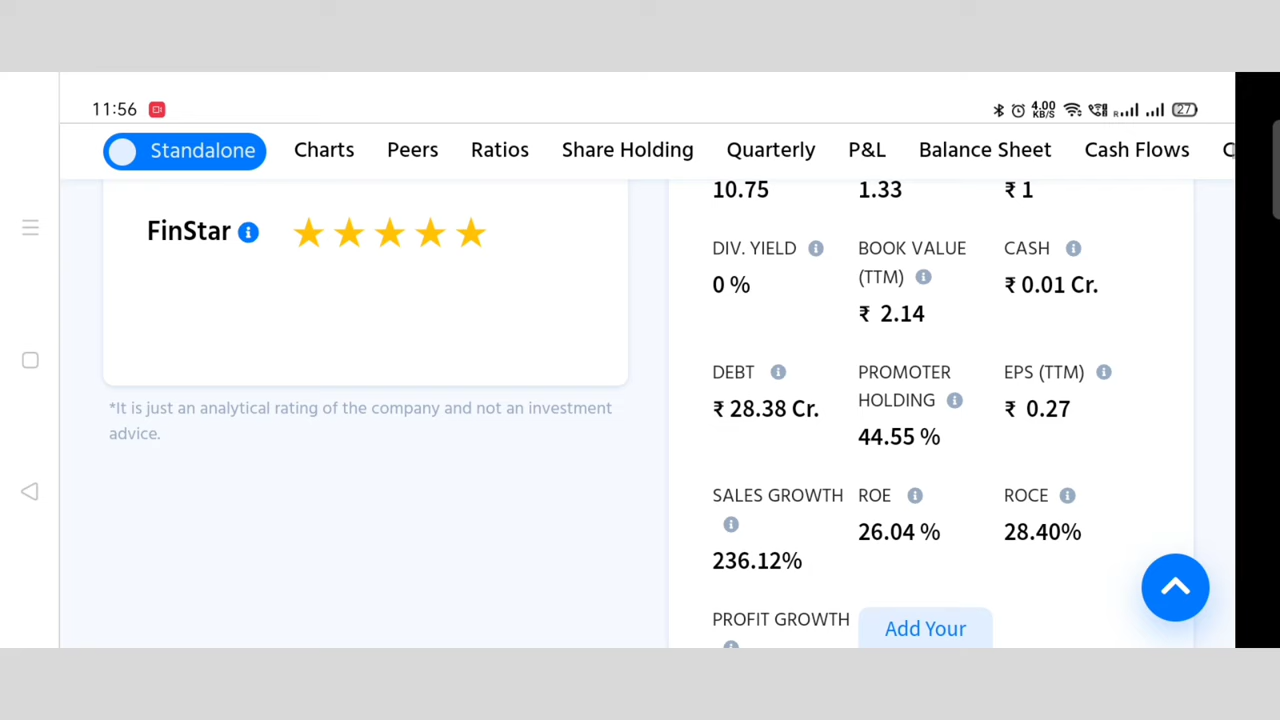 11:56
4.00
KB/S
R
27
Standalone Charts Peers Ratios Share Holding Quarterly P&L Balance Sheet Cash Flows
10.75 1.33 ₹ 1
FinStar
DIV. YIELD BOOK VALUE CASH
(TTM)
0 % ₹ 0.01 Cr.
₹ 2.14
DEBT PROMOTER EPS (TTM)
HOLDING
₹ 28.38 Cr. ₹ 0.27
44.55 %
*It is just an analytical rating of the company and not an investment
advice.
SALES GROWTH ROE ROCE
26.04 % 28.40%
236.12%
PROFIT GROWTH Add Your